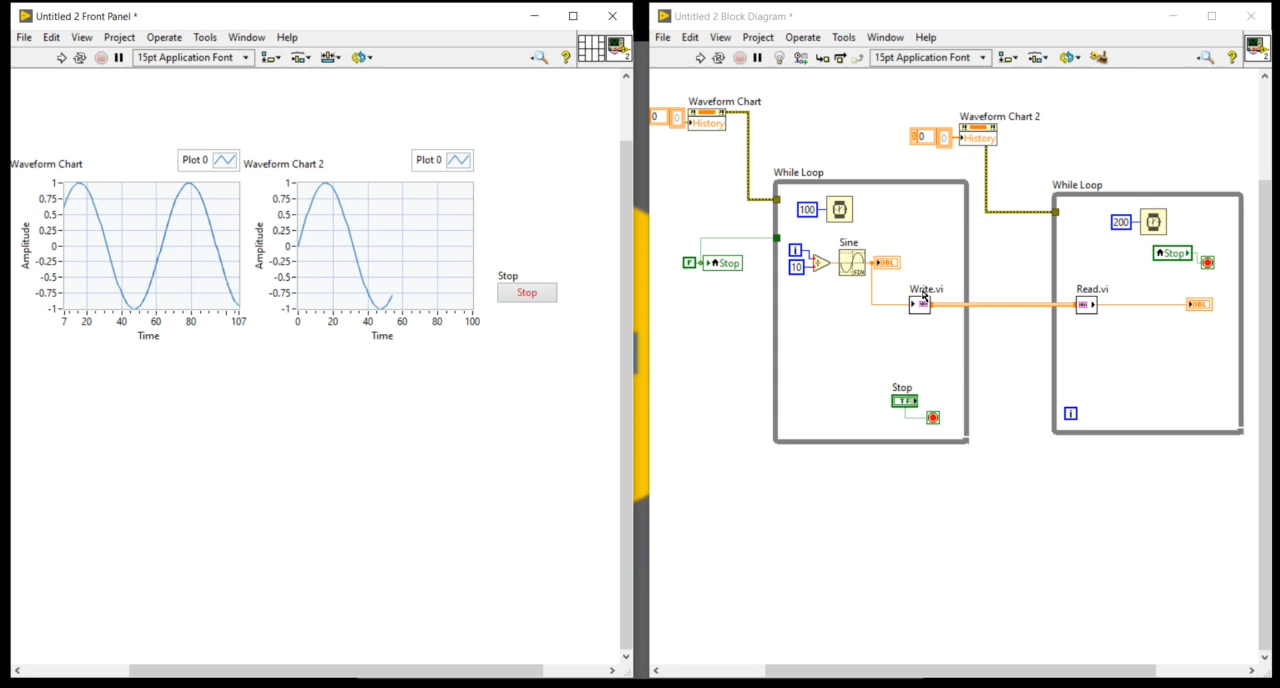 Untitled 2 Front Panel *
File Edit View Project Operate Tools Window Help
15pt Application Font
2
Waveform Chart
Plot 0
Waveform Chart 2
Plot 0
Amplitude
1
0.75
0.5
0.25
0
-0.25
-0.5
-0.75
-1
7 20 40 60 80 107
Time
Amplitude
1
0.75
0.5
0.25
0
-0.25
-0.5
-0.75
-1
0 20 40 60 80 100
Time
Stop
Stop
Untitled 2 Block Diagram *
File Edit View Project Operate Tools Window Help
15pt Application Font
2
Waveform Chart
0 0 History
Waveform Chart 2
0 0 History
While Loop
100
F Stop
i
10
Sine
SIN
DBL
Write.vi
Stop
TF
While Loop
200
Stop
Read.vi
DBL
i